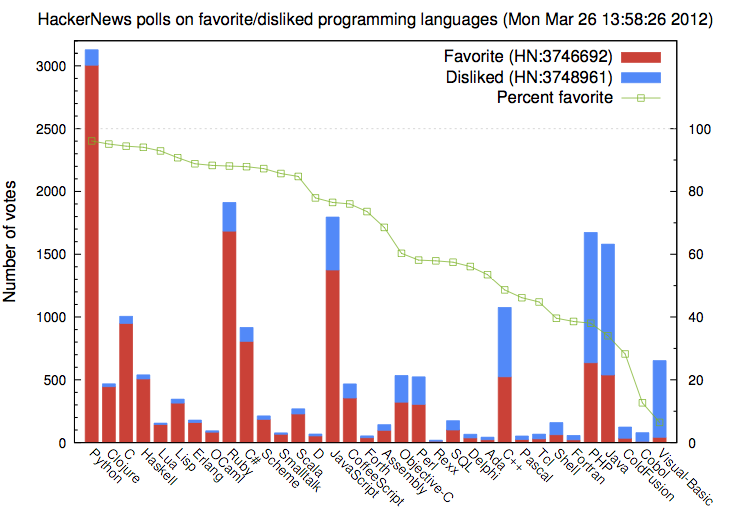 HackerNews polls on favorite/disliked programming languages (Mon Mar 26 13:58:26 2012)
Favorite (HN:3746692)
Disliked (HN:3748961)
Percent favorite
Number of votes
3000
2500
2000
1500
1000
500
0
100
80
60
40
20
0
Python
Clojure
C
Haskell
Lua
Lisp
Erlang
OCaml
Ruby
C#
Scheme
Smalltalk
Scala
D
JavaScript
CoffeeScript
Forth
Assembly
Objective-C
Perl
Rexx
SQL
Delphi
Ada
C++
Pascal
Tcl
Shell
Fortran
PHP
Java
ColdFusion
Cobol
Visual-Basic